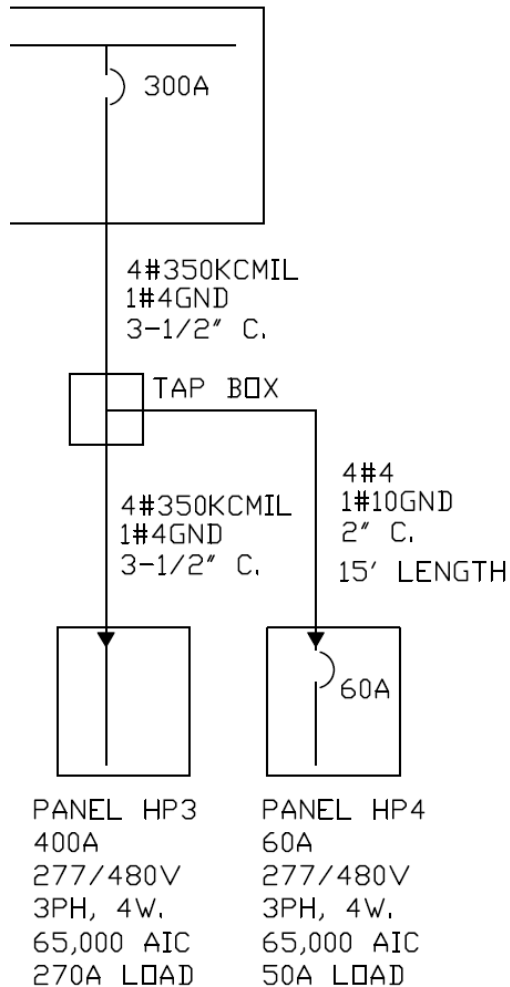 300A
4#350KCMIL
1#4GND
3-1/2" C.
TAP BOX
4#350KCMIL
1#4GND
3-1/2" C.
4#4
1#10GND
2" C.
15' LENGTH
60A
PANEL HP3
400A
277/480V
3PH, 4W.
65,000 AIC
270A LOAD
PANEL HP4
60A
277/480V
3PH, 4W.
65,000 AIC
50A LOAD